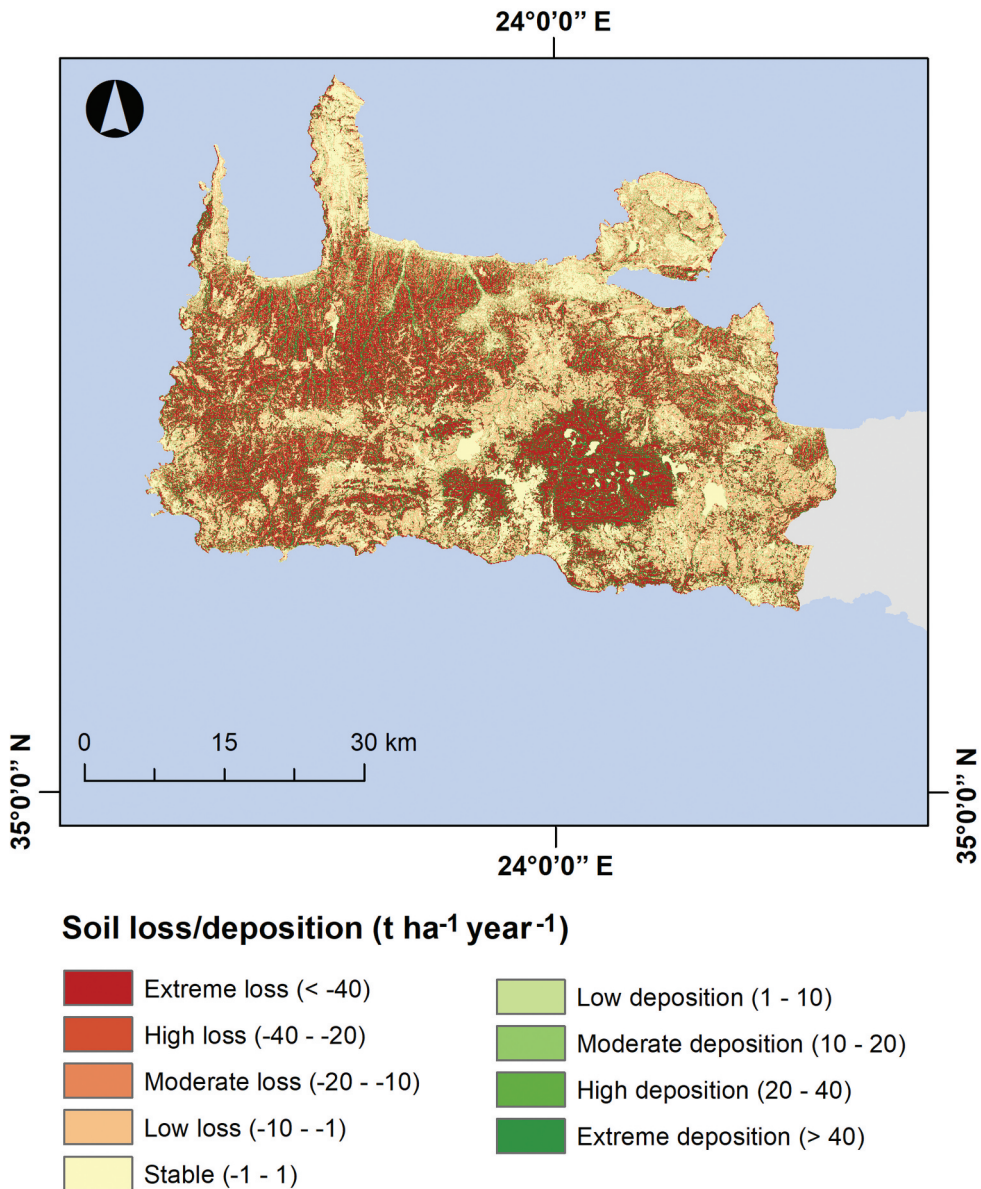 24°0'0” E
35°0'0” N
35°0'0” N
0 15 30 km
24°0'0” E
Soil loss/deposition (t ha-1 year-1)
Extreme loss (< -40)
High loss (-40 - -20)
Moderate loss (-20 - -10)
Low loss (-10 - -1)
Stable (-1 - 1)
Low deposition (1 - 10)
Moderate deposition (10 - 20)
High deposition (20 - 40)
Extreme deposition (> 40)